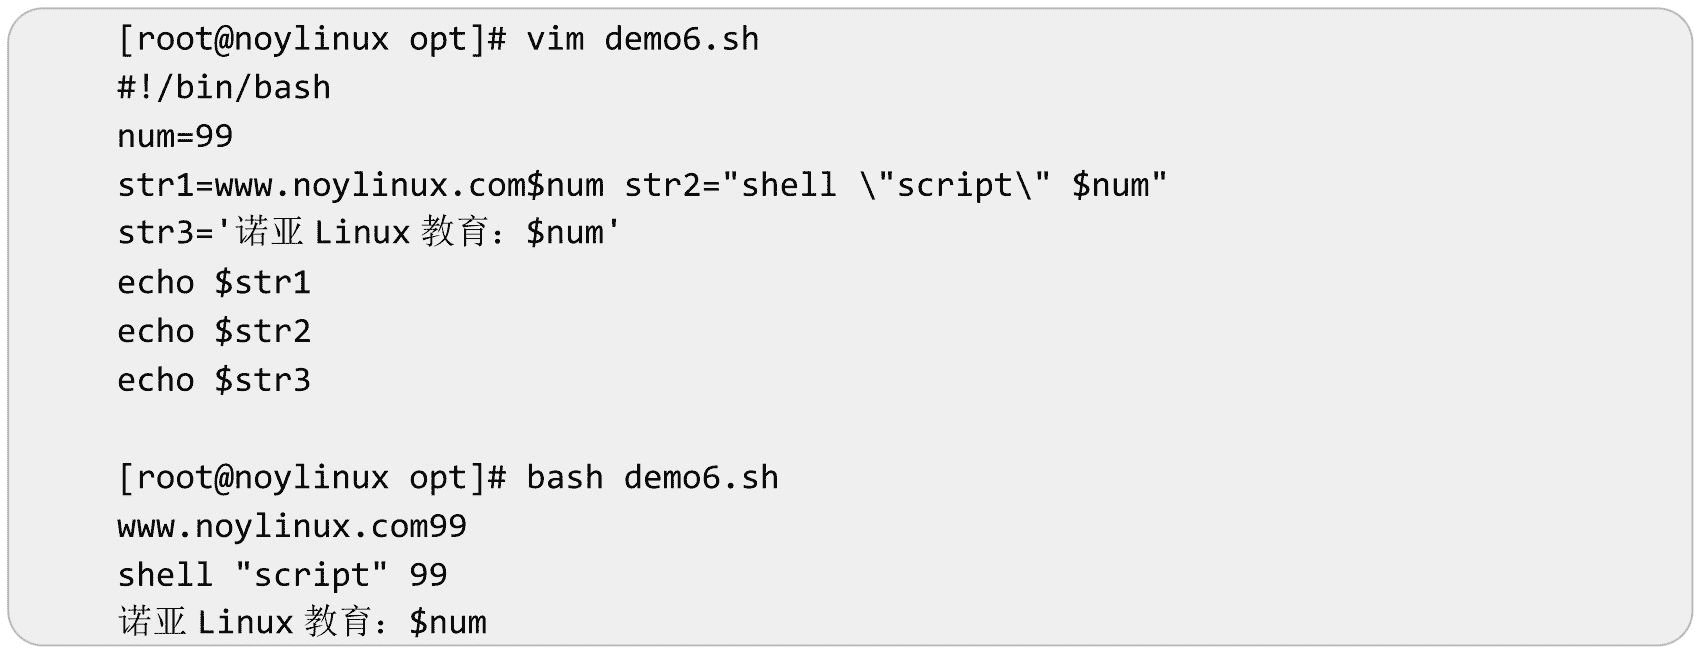 [root@noylinux opt]# vim demo6.sh
#!/bin/bash
num=99
str1=www.noylinux.com$num str2="shell \"script\" $num"
str3='诺亚 Linux 教育：$num'
echo $str1
echo $str2
echo $str3
[root@noylinux opt]# bash demo6.sh
www.noylinux.com99
shell "script" 99
诺亚 Linux 教育：$num